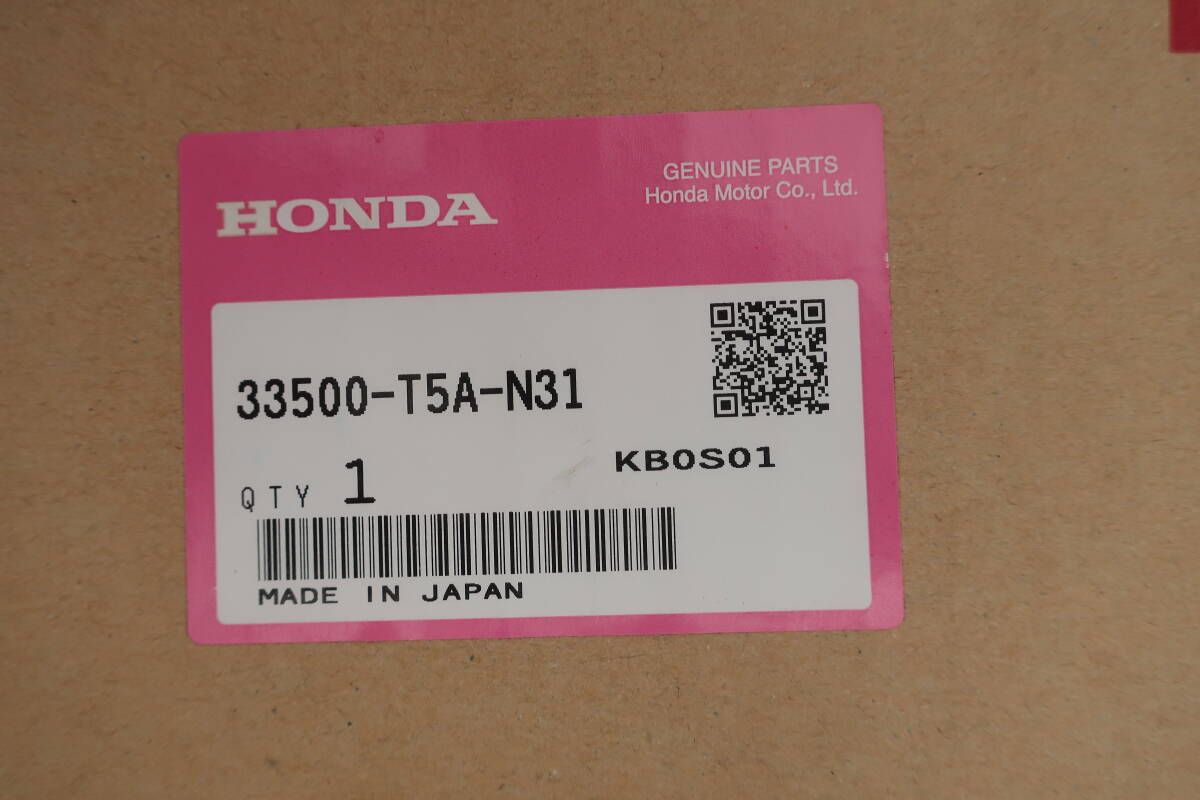 HONDA
GENUINE PARTS
Honda Motor Co., Ltd.
33500-T5A-N31
KB0S01
QTY 1
MADE IN JAPAN